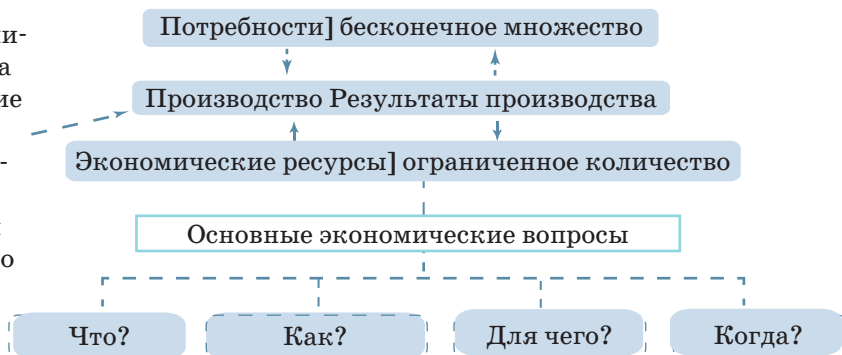 Потребности] бесконечное множество
Производство Результаты производства
Экономические ресурсы] ограниченное количество
Основные экономические вопросы
Что? Как? Для чего? Когда?